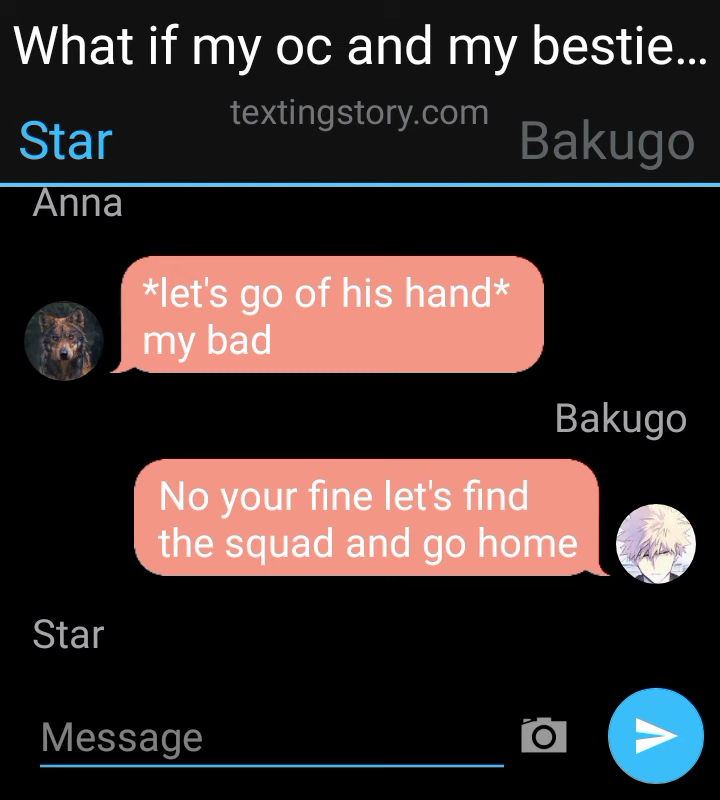 What if my oc and my bestie...
textingstory.com
Star
Bakugo
Anna
*let's go of his hand*
my bad
Bakugo
No your fine let's find
the squad and go home
Star
Message